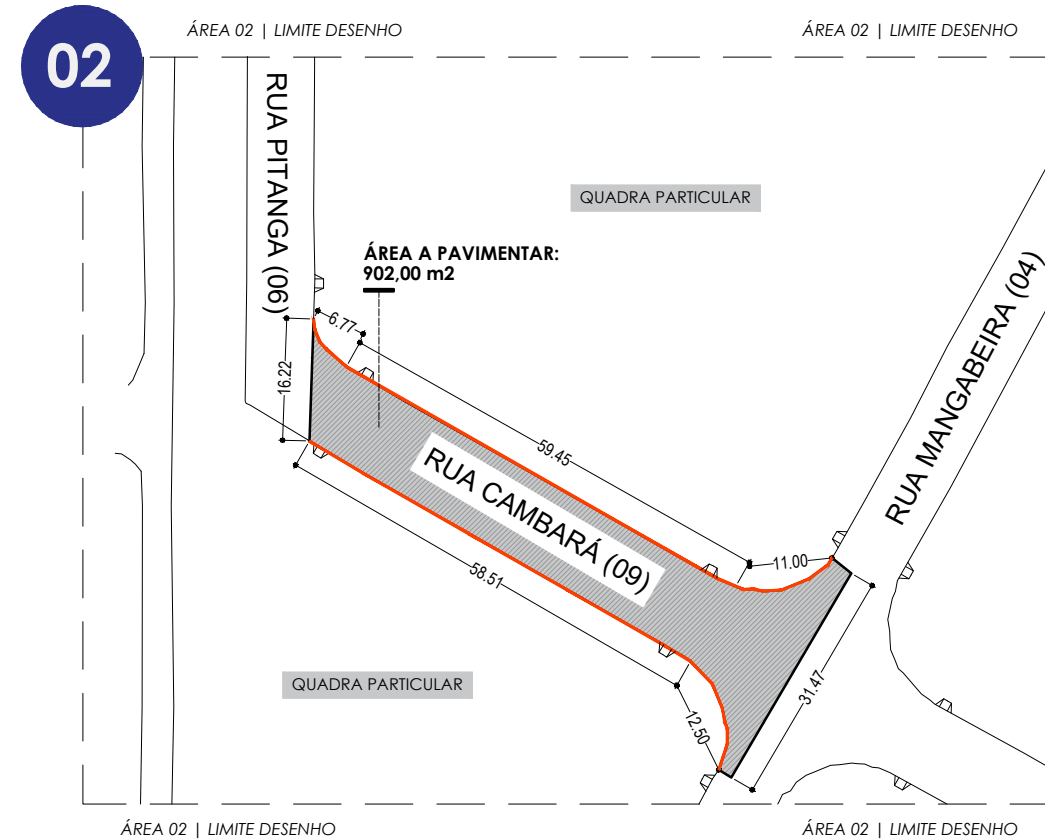 02
ÁREA 02 | LIMITE DESENHO
ÁREA 02 | LIMITE DESENHO
RUA PITANGA (06)
QUADRA PARTICULAR
ÁREA A PAVIMENTAR:
902,00 m2
RUA MANGABEIRA (04)
6.77
16.22
59.45
RUA CAMBARÁ (09)
58.51
11.00
31.47
12.50
QUADRA PARTICULAR
ÁREA 02 | LIMITE DESENHO
ÁREA 02 | LIMITE DESENHO